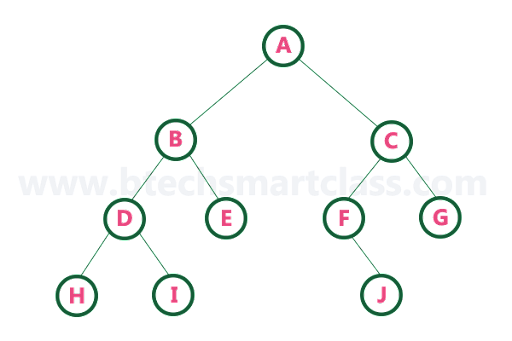 A
B C
www.btechsmartclass.com
D E F G
H I J